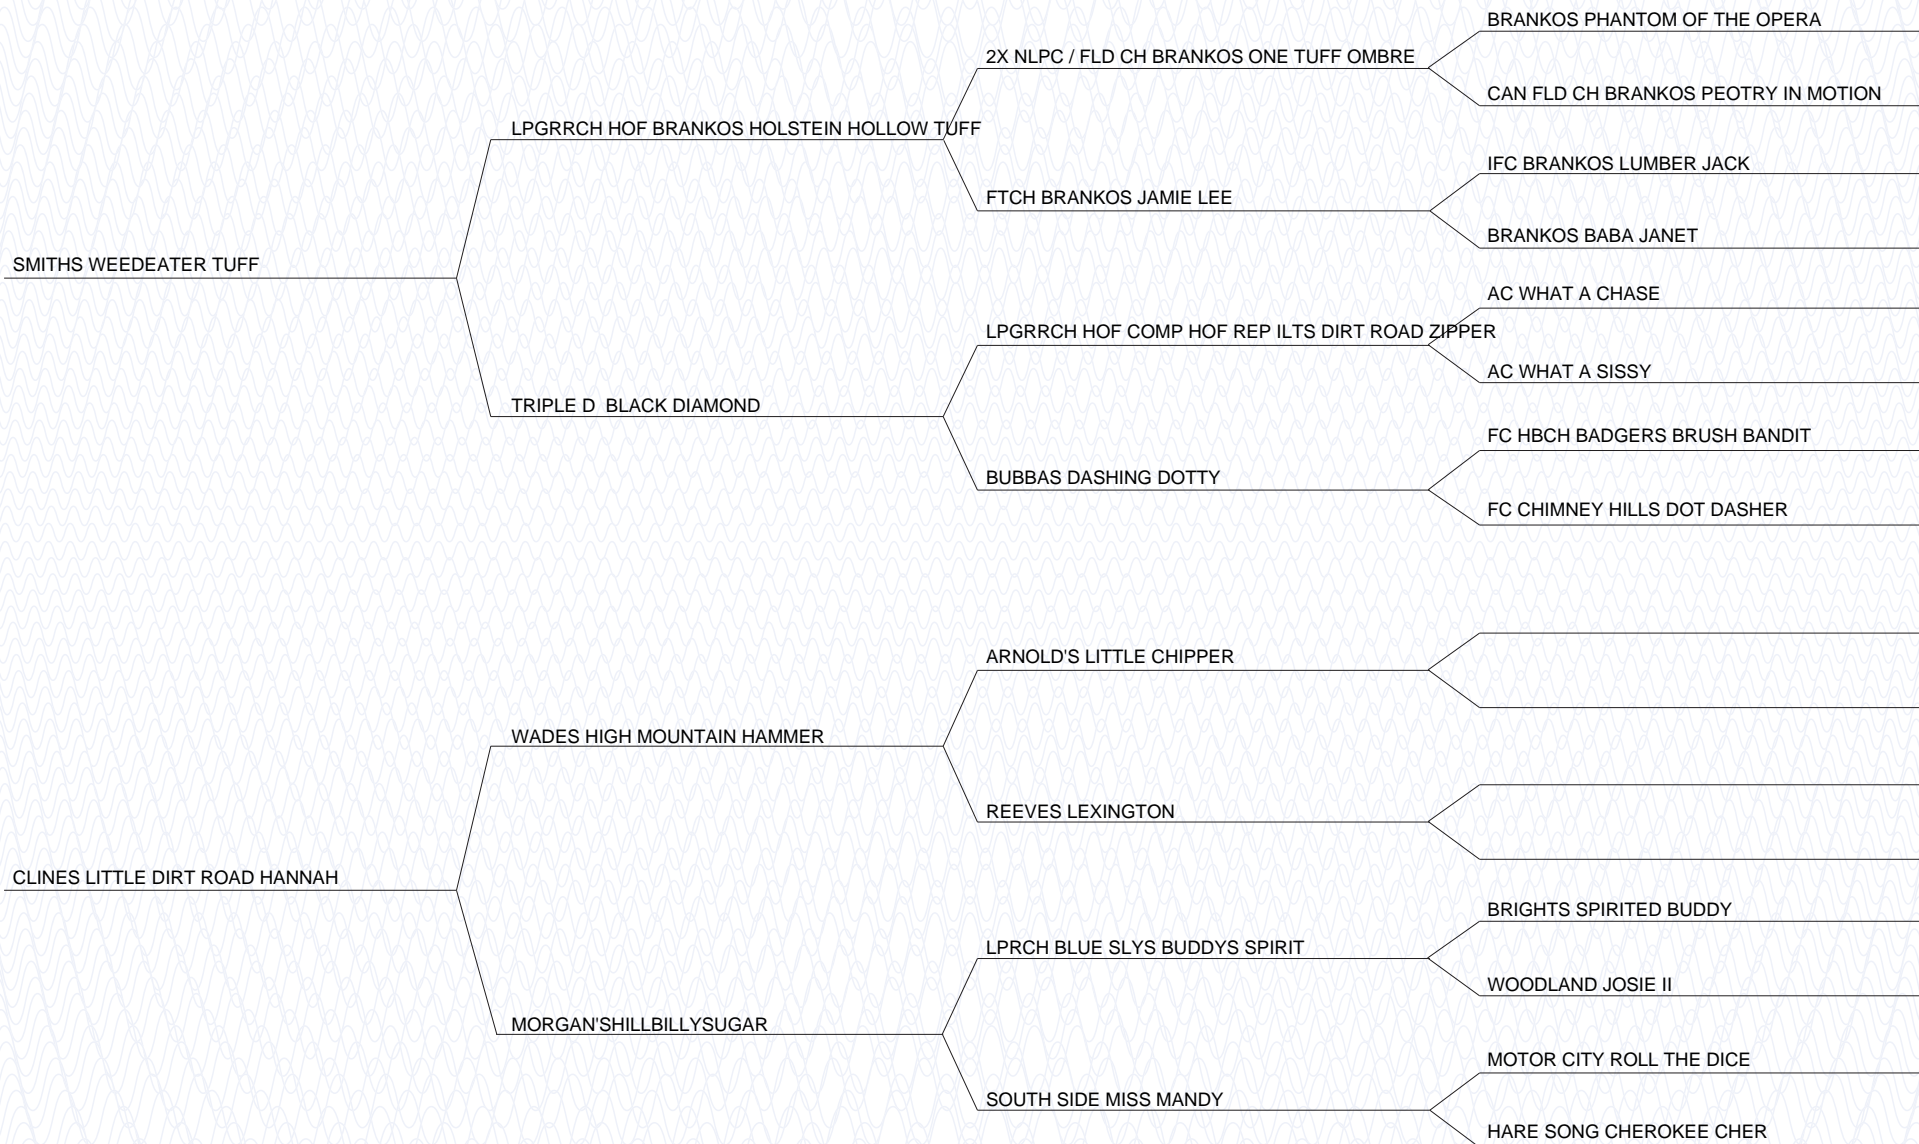 BRANKOS PHANTOM OF THE OPERA
2X NLPC / FLD CH BRANKOS ONE TUFF OMBRE
CAN FLD CH BRANKOS PEOTRY IN MOTION
LPGRRCH HOF BRANKOS HOLSTEIN HOLLOW TUFF
IFC BRANKOS LUMBER JACK
FTCH BRANKOS JAMIE LEE
BRANKOS BABA JANET
SMITHS WEEDEATER TUFF
AC WHAT A CHASE
LPGRRCH HOF COMP HOF REP ILTS DIRT ROAD ZIPPER
AC WHAT A SISSY
TRIPLE D  BLACK DIAMOND
FC HBCH BADGERS BRUSH BANDIT
BUBBAS DASHING DOTTY
FC CHIMNEY HILLS DOT DASHER
ARNOLD'S LITTLE CHIPPER
WADES HIGH MOUNTAIN HAMMER
REEVES LEXINGTON
CLINES LITTLE DIRT ROAD HANNAH
BRIGHTS SPIRITED BUDDY
LPRCH BLUE SLYS BUDDYS SPIRIT
WOODLAND JOSIE II
MORGAN'SHILLBILLYSUGAR
MOTOR CITY ROLL THE DICE
SOUTH SIDE MISS MANDY
HARE SONG CHEROKEE CHER